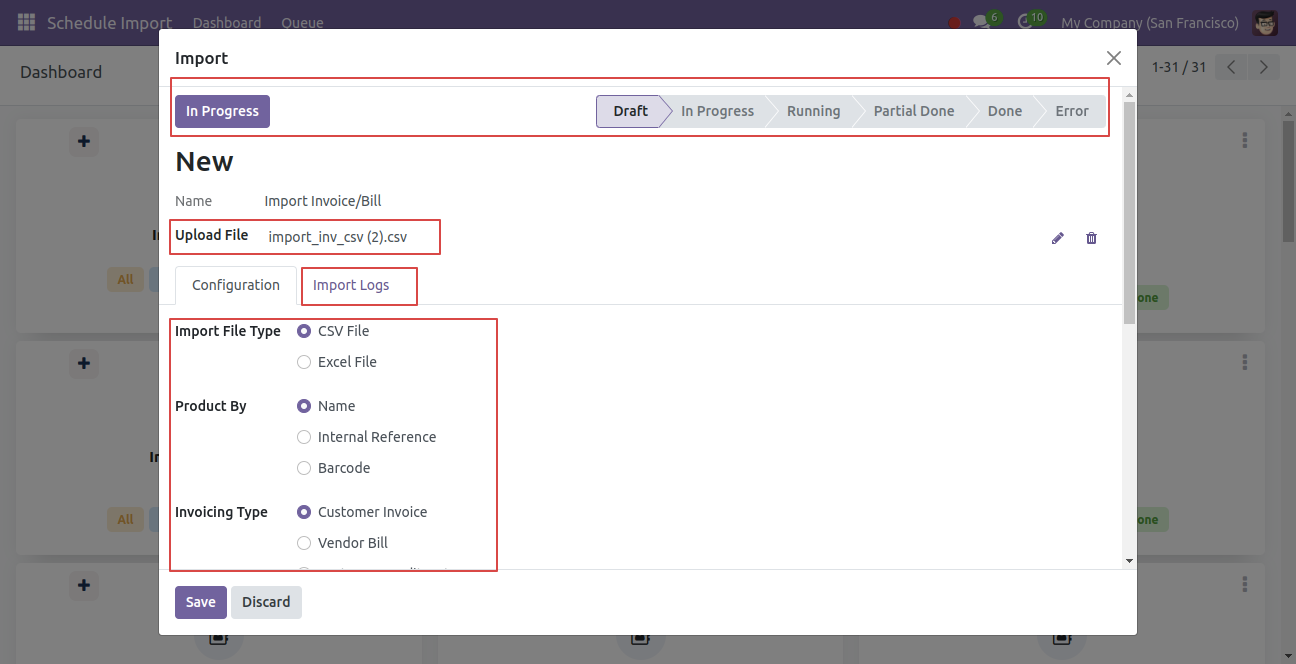 Schedule Import Dashboard Queue 6 10 My Company (San Francisco)
Dashboard 1-31 / 31
Import
In Progress Draft In Progress Running Partial Done Done Error
New
Name Import Invoice/Bill
Upload File import_inv_csv (2).csv
Configuration Import Logs
All
Import File Type CSV File
Excel File
Product By Name
Internal Reference
Barcode
Invoicing Type Customer Invoice
All
Vendor Bill
Save Discard